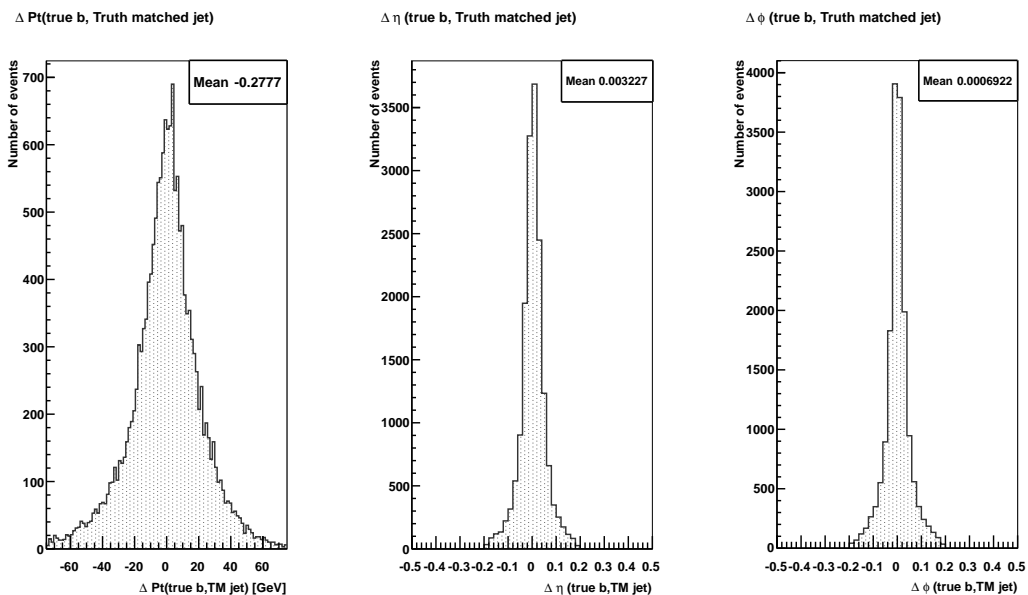 Δ Pt(true b, Truth matched jet)
Number of events
700
600
500
400
300
200
100
0
Mean -0.2777
-60 -40 -20 0 20 40 60
Δ Pt(true b,TM jet) [GeV]
Δ η (true b, Truth matched jet)
Number of events
3500
3000
2500
2000
1500
1000
500
0
Mean 0.003227
-0.5 -0.4 -0.3 -0.2 -0.1 0 0.1 0.2 0.3 0.4 0.5
Δ η (true b,TM jet)
Δ ϕ (true b, Truth matched jet)
Number of events
4000
3500
3000
2500
2000
1500
1000
500
0
Mean 0.0006922
-0.5 -0.4 -0.3 -0.2 -0.1 0 0.1 0.2 0.3 0.4 0.5
Δ ϕ (true b,TM jet)